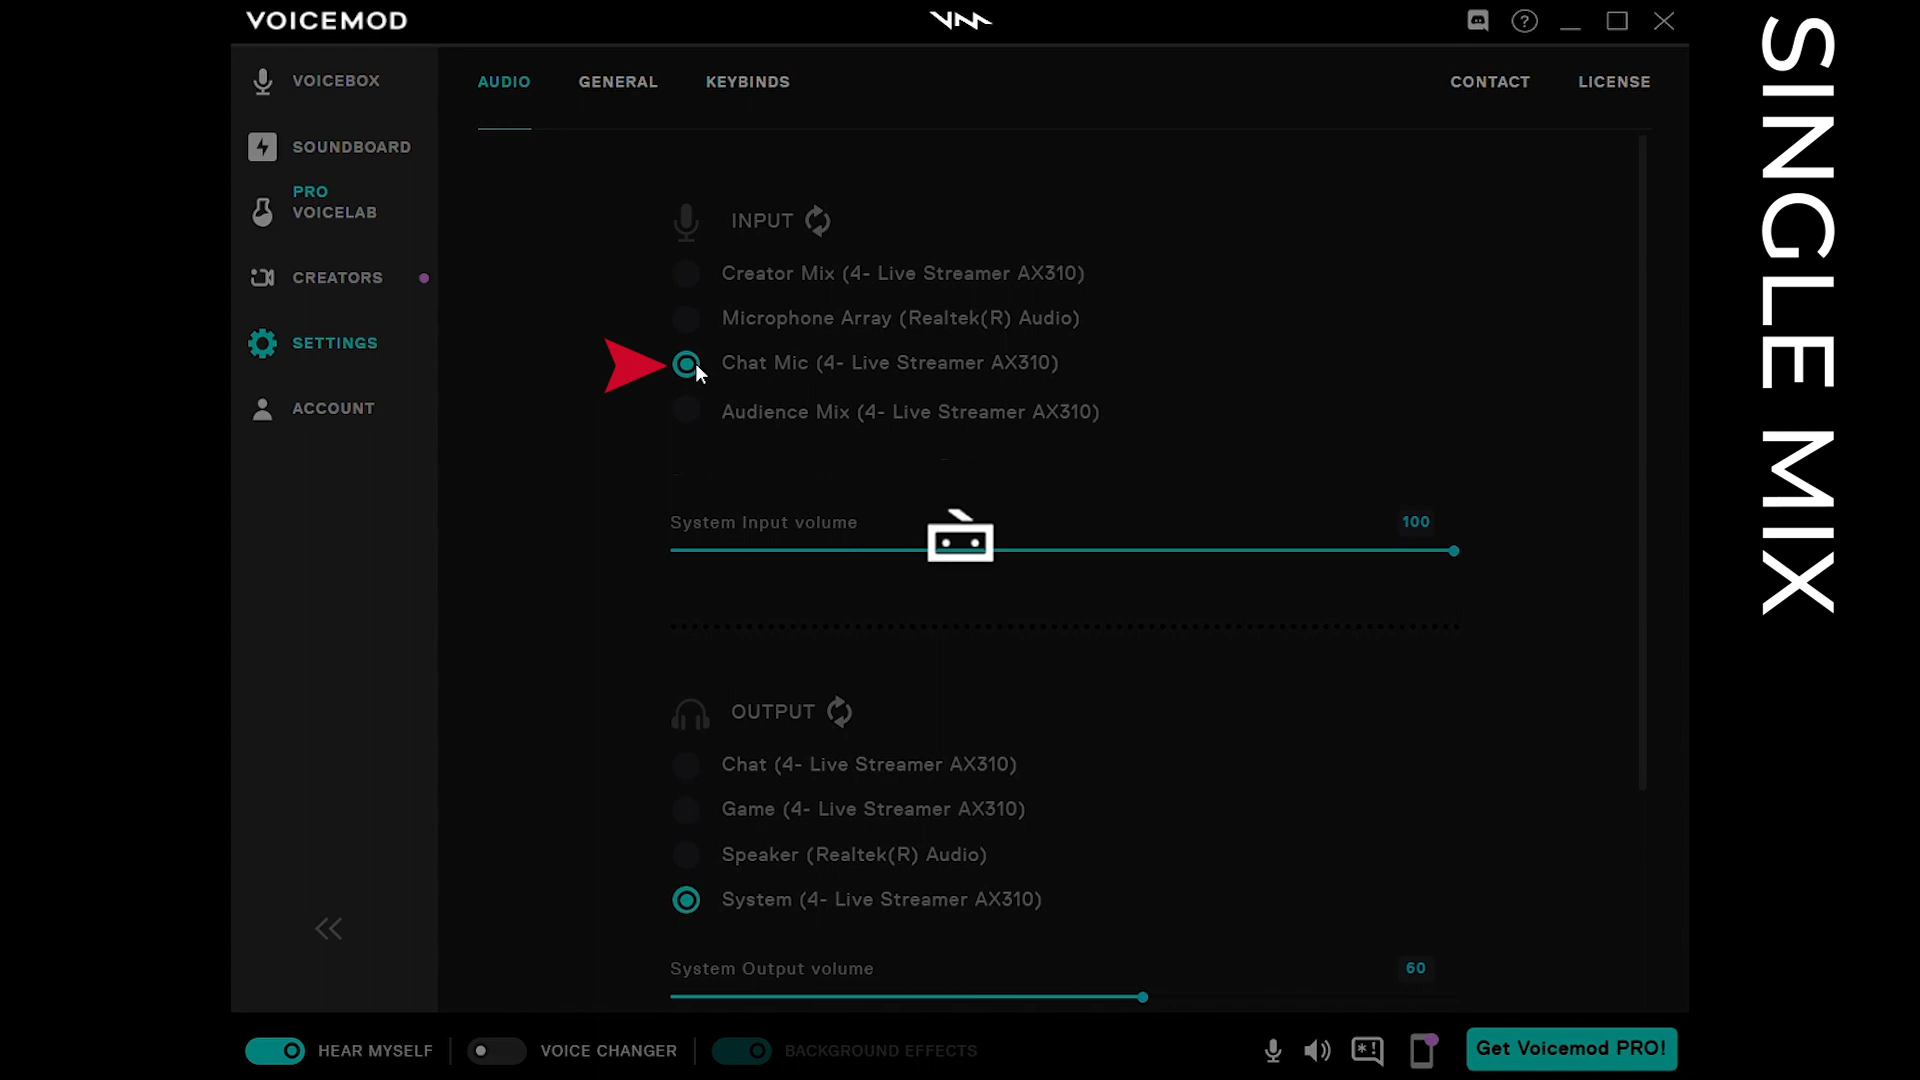 VOICEMOD
VOICEBOX
SOUNDBOARD
PRO
VOICELAB
CREATORS
SETTINGS
ACCOUNT
AUDIO
GENERAL
KEYBINDS
CONTACT
LICENSE
INPUT
Creator Mix (4- Live Streamer AX310)
Microphone Array (Realtek(R) Audio)
Chat Mic (4- Live Streamer AX310)
Audience Mix (4- Live Streamer AX310)
System Input volume
100
OUTPUT
Chat (4- Live Streamer AX310)
Game (4- Live Streamer AX310)
Speaker (Realtek(R) Audio)
System (4- Live Streamer AX310)
System Output volume
60
HEAR MYSELF
VOICE CHANGER
BACKGROUND EFFECTS
Get Voicemod PRO!
SINGLE MIX